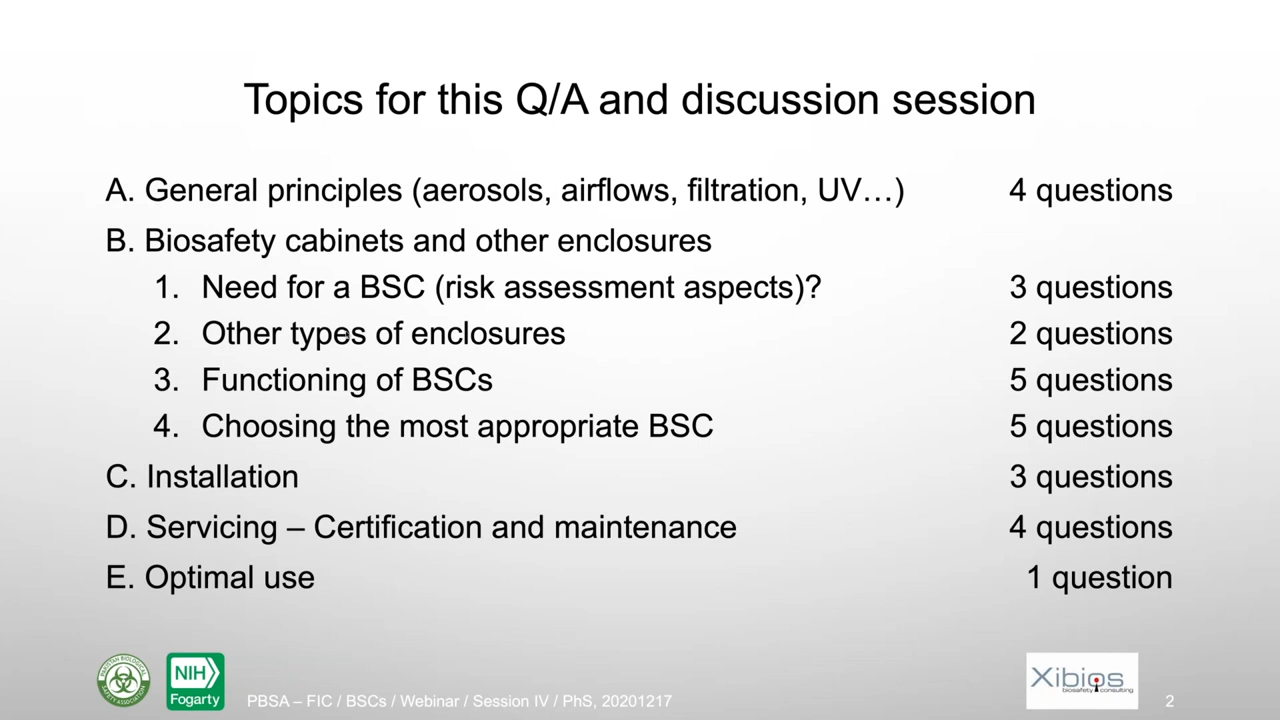 Topics for this Q/A and discussion session
A. General principles (aerosols, airflows, filtration, UV…) 4 questions
B. Biosafety cabinets and other enclosures
1. Need for a BSC (risk assessment aspects)? 3 questions
2. Other types of enclosures 2 questions
3. Functioning of BSCs 5 questions
4. Choosing the most appropriate BSC 5 questions
C. Installation 3 questions
D. Servicing – Certification and maintenance 4 questions
E. Optimal use 1 question
PAKISTAN BIOLOGICAL SAFETY ASSOCIATION
NIH
Fogarty
PBSA – FIC / BSCs / Webinar / Session IV / PhS, 20201217
Xibios
biosafety consulting
2